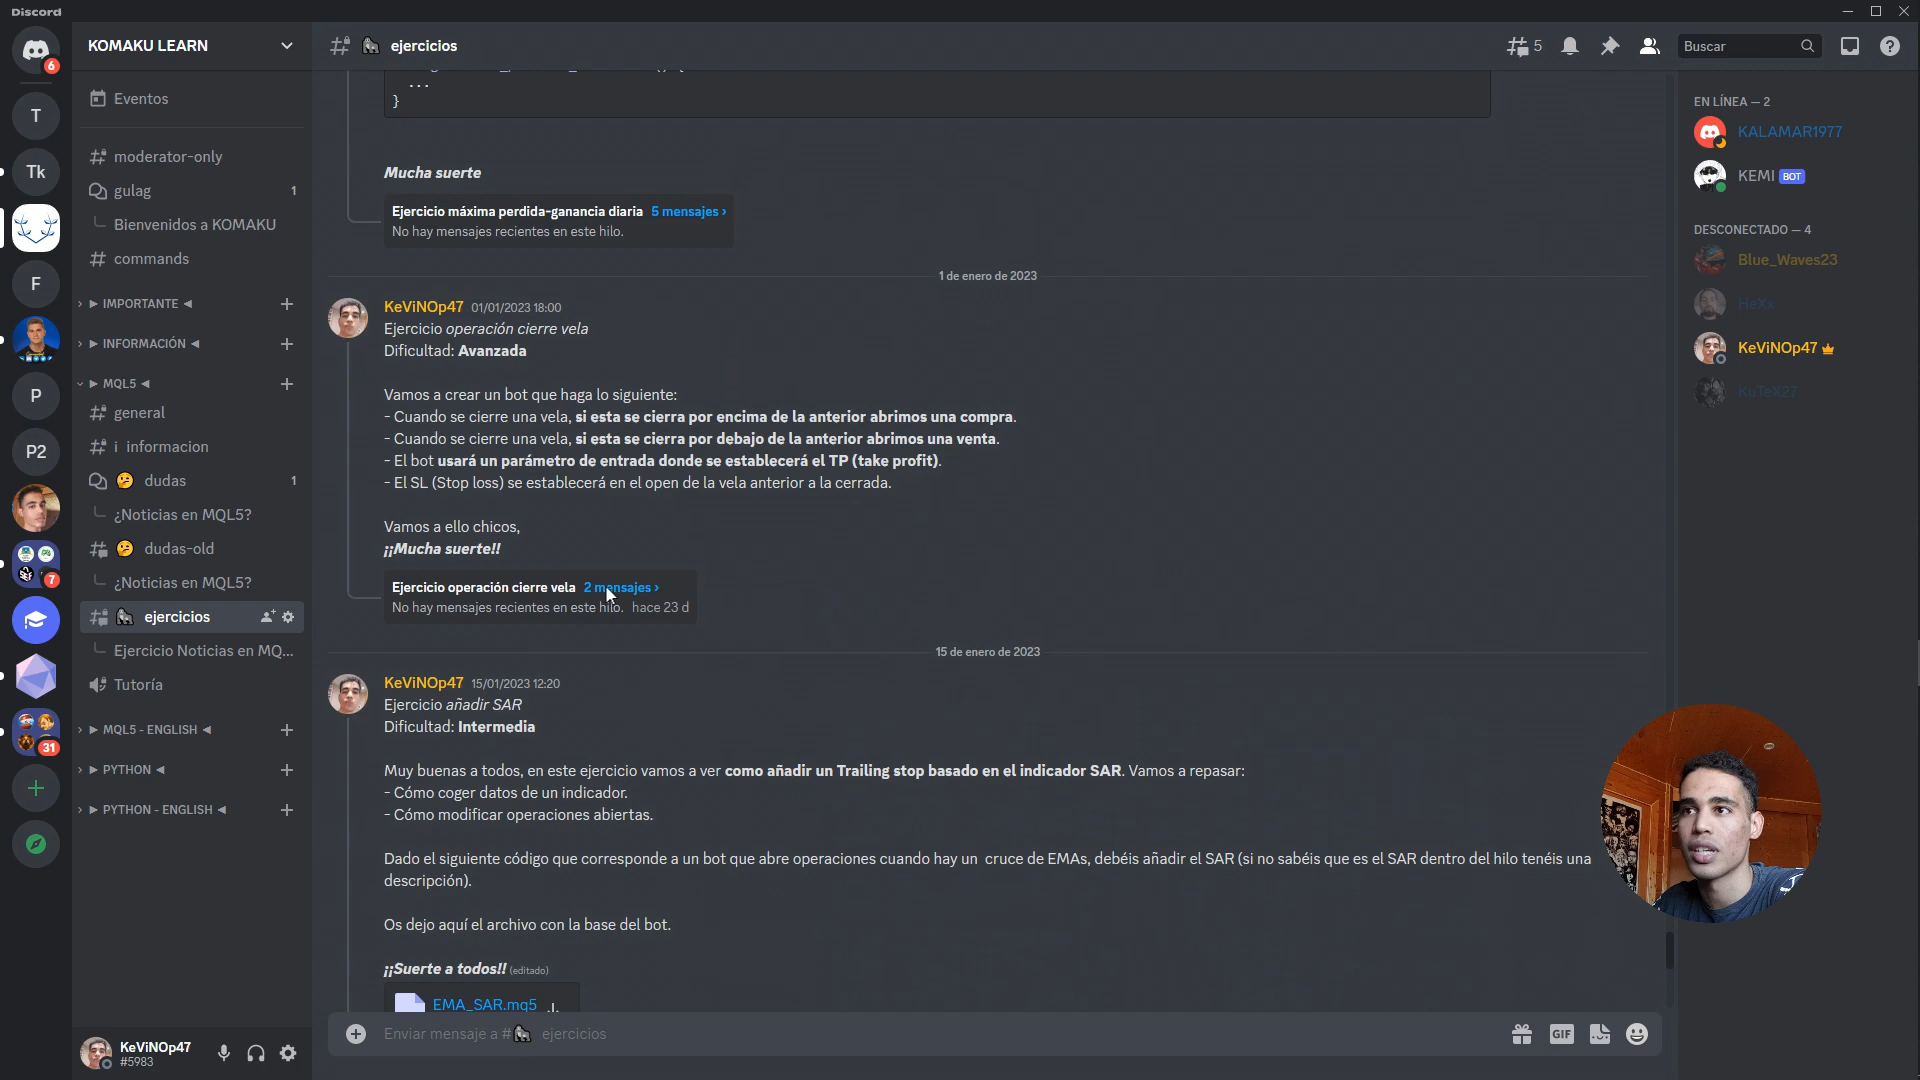 Discord
6
T
Tk
F
P
P2
7
31
KOMAKU LEARN
Eventos
moderator-only
gulag 1
Bienvenidos a KOMAKU
commands
IMPORTANTE
INFORMACIÓN
MQL5
general
i informacion
dudas 1
¿Noticias en MQL5?
dudas-old
¿Noticias en MQL5?
ejercicios
Ejercicio Noticias en MQ...
Tutoría
MQL5 - ENGLISH
PYTHON
PYTHON - ENGLISH
KeViNOp47
#5983
ejercicios
5
Buscar
...
}
Mucha suerte
Ejercicio máxima perdida-ganancia diaria 5 mensajes ›
No hay mensajes recientes en este hilo.
1 de enero de 2023
KeViNOp47 01/01/2023 18:00
Ejercicio operación cierre vela
Dificultad: Avanzada
Vamos a crear un bot que haga lo siguiente:
- Cuando se cierre una vela, si esta se cierra por encima de la anterior abrimos una compra.
- Cuando se cierre una vela, si esta se cierra por debajo de la anterior abrimos una venta.
- El bot usará un parámetro de entrada donde se establecerá el TP (take profit).
- El SL (Stop loss) se establecerá en el open de la vela anterior a la cerrada.
Vamos a ello chicos,
¡¡Mucha suerte!!
Ejercicio operación cierre vela 2 mensajes ›
No hay mensajes recientes en este hilo. hace 23 d
15 de enero de 2023
KeViNOp47 15/01/2023 12:20
Ejercicio añadir SAR
Dificultad: Intermedia
Muy buenas a todos, en este ejercicio vamos a ver como añadir un Trailing stop basado en el indicador SAR. Vamos a repasar:
- Cómo coger datos de un indicador.
- Cómo modificar operaciones abiertas.
Dado el siguiente código que corresponde a un bot que abre operaciones cuando hay un cruce de EMAs, debéis añadir el SAR (si no sabéis que es el SAR dentro del hilo tenéis una
descripción).
Os dejo aquí el archivo con la base del bot.
¡¡Suerte a todos!! (editado)
EMA_SAR.mq5
Enviar mensaje a # ejercicios
GIF
EN LÍNEA — 2
KALAMAR1977
KEMI BOT
DESCONECTADO — 4
Blue_Waves23
HeXx
KeViNOp47
KuTeX27